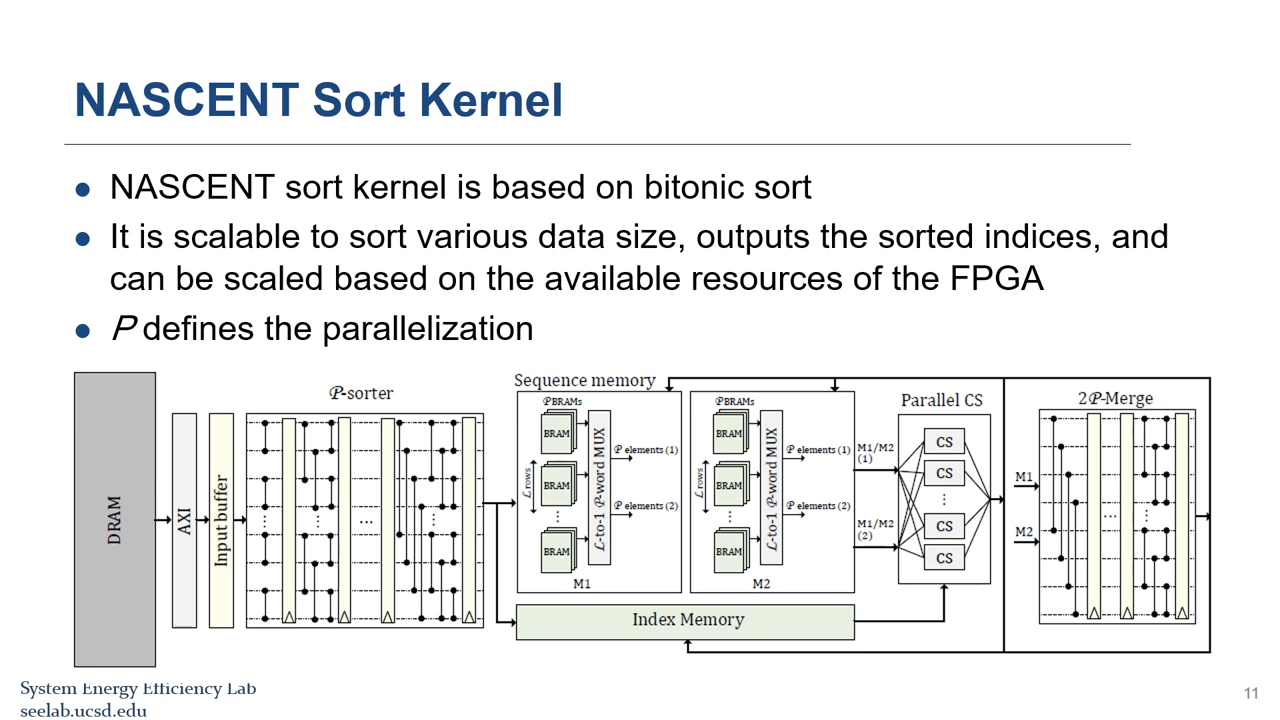 NASCENT Sort Kernel
NASCENT sort kernel is based on bitonic sort
It is scalable to sort various data size, outputs the sorted indices, and
can be scaled based on the available resources of the FPGA
P defines the parallelization
DRAM
AXI
Input buffer
𝒫-sorter
...
Sequence memory
𝒫 BRAMs
BRAM
BRAM
BRAM
ℒ rows
ℒ-to-1 𝒫-word MUX
𝒫 elements (1)
𝒫 elements (2)
M1
𝒫 BRAMs
BRAM
BRAM
BRAM
ℒ rows
ℒ-to-1 𝒫-word MUX
𝒫 elements (1)
𝒫 elements (2)
M2
Index Memory
M1/M2
(1)
M1/M2
(2)
Parallel CS
CS
CS
CS
CS
2𝒫-Merge
M1
M2
...
System Energy Efficiency Lab
seelab.ucsd.edu
11